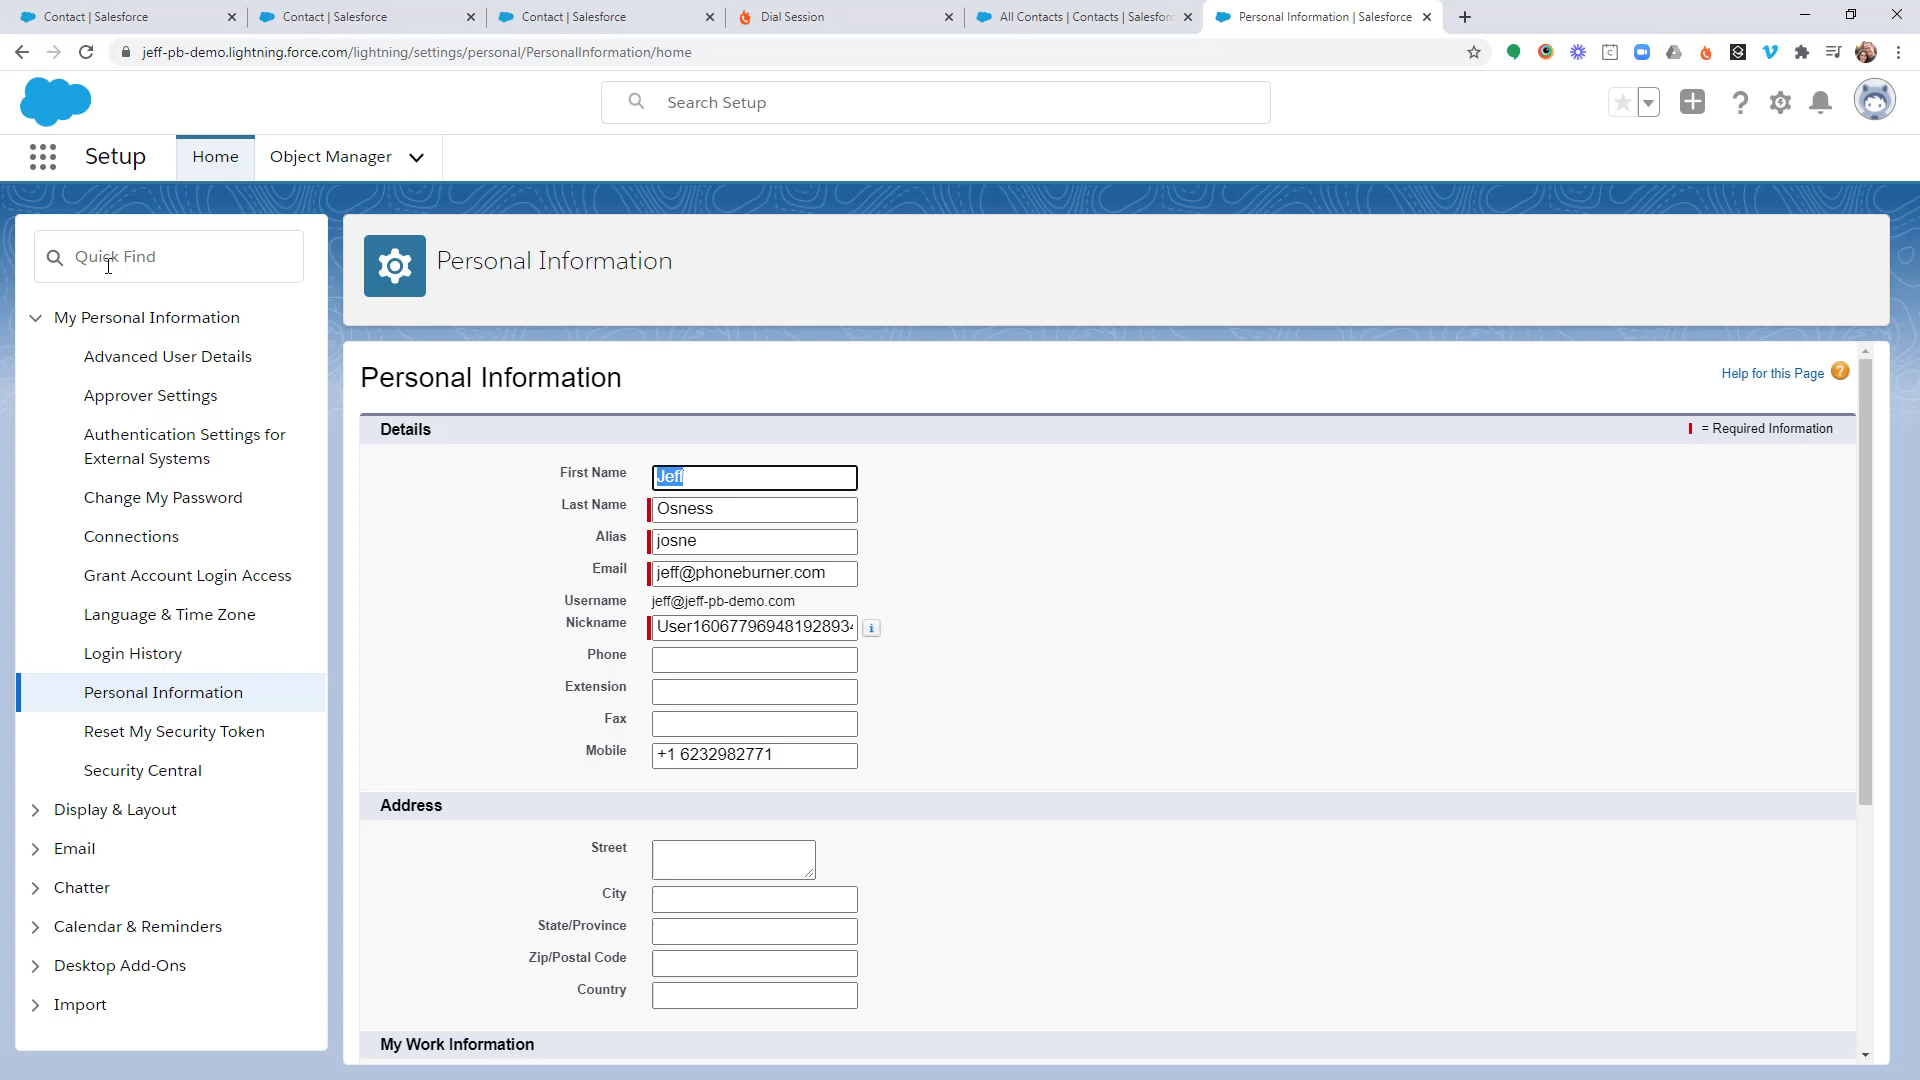 Contact | Salesforce
Contact | Salesforce
Contact | Salesforce
Dial Session
All Contacts | Contacts | Salesforc
Personal Information | Salesforce
jeff-pb-demo.lightning.force.com/lightning/settings/personal/PersonalInformation/home
Search Setup
Setup
Home
Object Manager
Quick Find
My Personal Information
Advanced User Details
Approver Settings
Authentication Settings for
External Systems
Change My Password
Connections
Grant Account Login Access
Language & Time Zone
Login History
Personal Information
Reset My Security Token
Security Central
Display & Layout
Email
Chatter
Calendar & Reminders
Desktop Add-Ons
Import
Personal Information
Personal Information
Help for this Page
Details
= Required Information
First Name Jeff
Last Name Osness
Alias josne
Email jeff@phoneburner.com
Username jeff@jeff-pb-demo.com
Nickname User160677969481928934
Phone
Extension
Fax
Mobile +1 6232982771
Address
Street
City
State/Province
Zip/Postal Code
Country
My Work Information